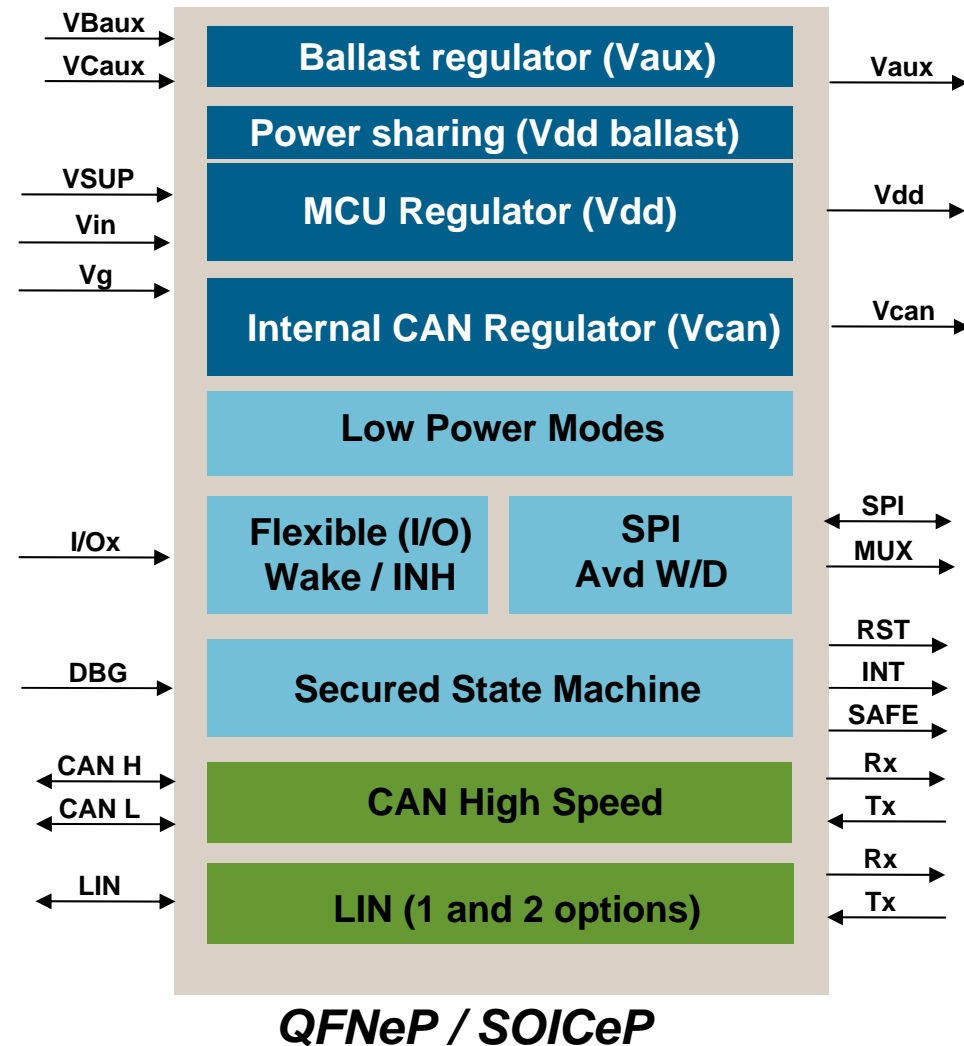 VBaux
VCaux
Ballast regulator (Vaux)
Vaux
Power sharing (Vdd ballast)
VSUP
Vin
Vg
MCU Regulator (Vdd)
Vdd
Internal CAN Regulator (Vcan)
Vcan
Low Power Modes
I/Ox
Flexible (I/O)
Wake / INH
SPI
Avd W/D
SPI
MUX
DBG
Secured State Machine
RST
INT
SAFE
CAN H
CAN L
CAN High Speed
Rx
Tx
LIN
LIN (1 and 2 options)
Rx
Tx
QFNeP / SOICeP